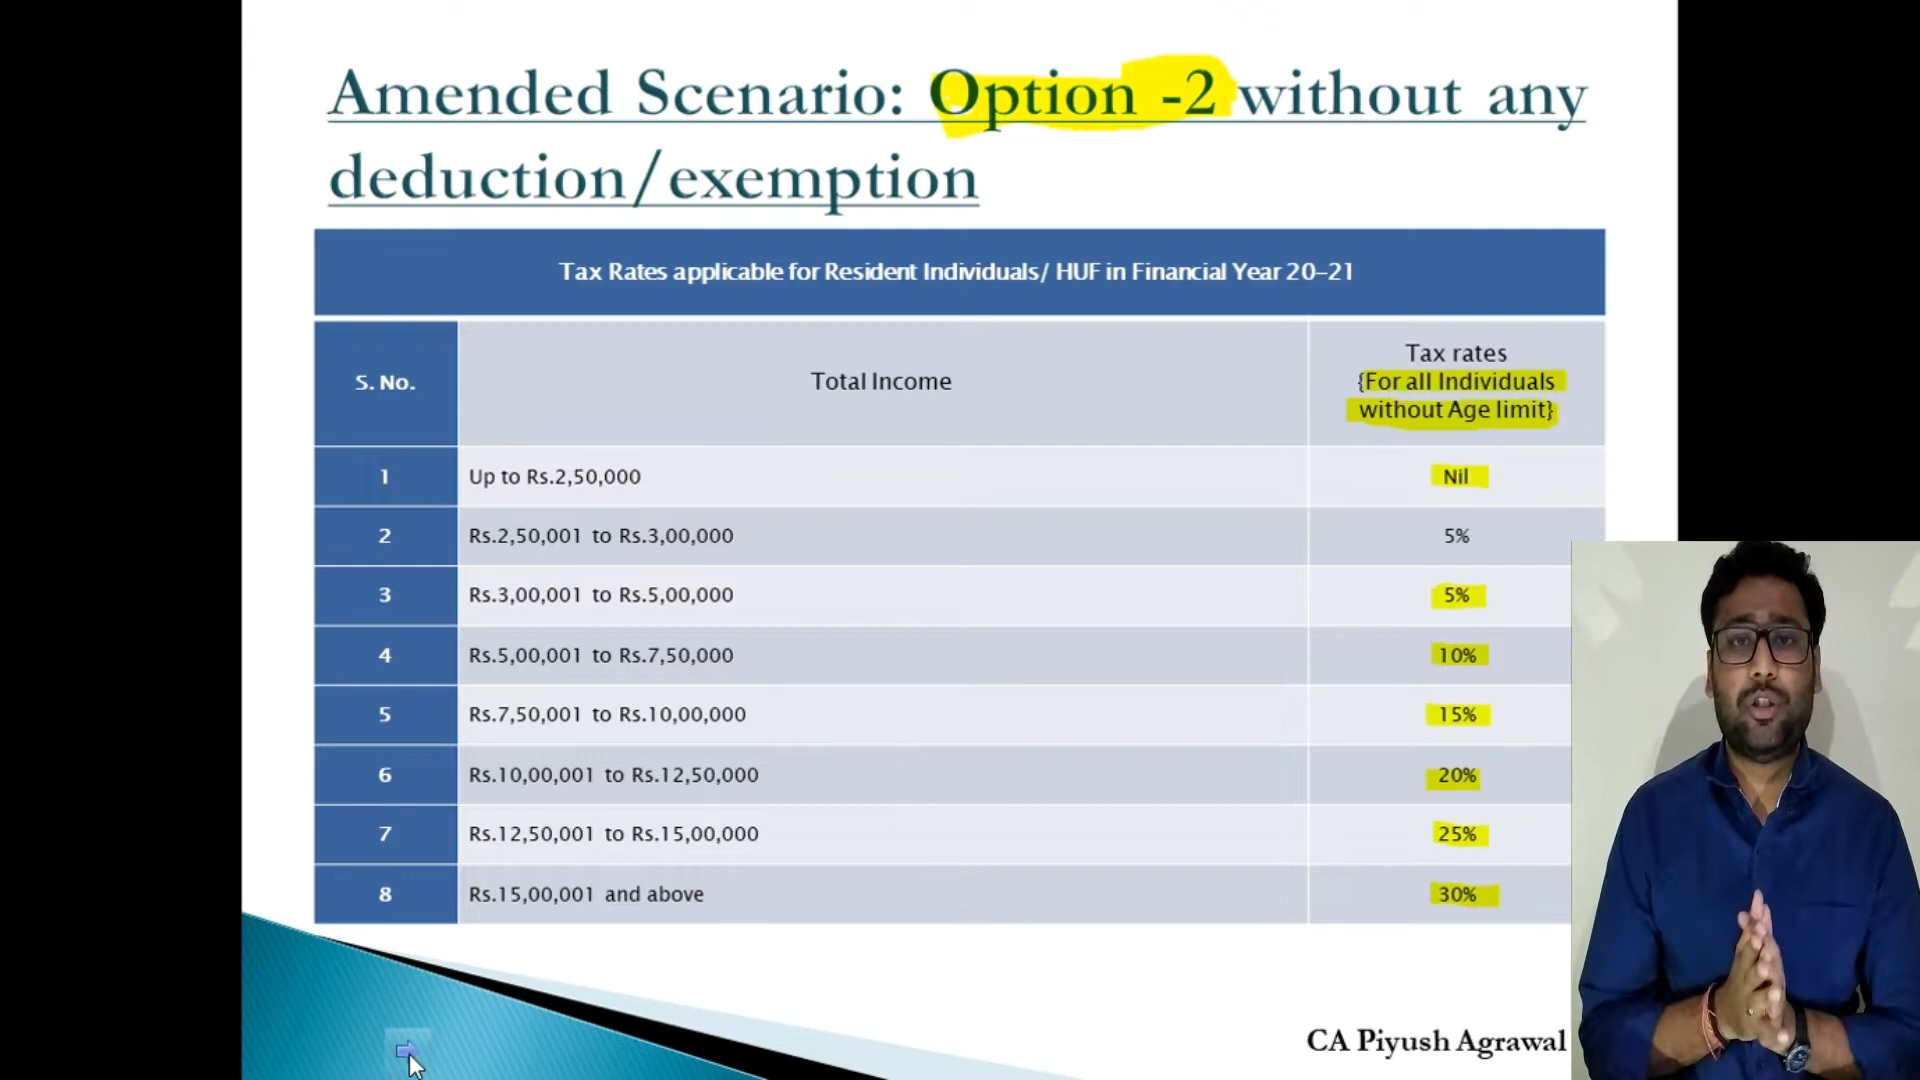 Amended Scenario: Option -2 without any
deduction/exemption
Tax Rates applicable for Resident Individuals/ HUF in Financial Year 20-21
S. No. Total Income Tax rates
{For all Individuals
without Age limit}
1 Up to Rs.2,50,000 Nil
2 Rs.2,50,001 to Rs.3,00,000 5%
3 Rs.3,00,001 to Rs.5,00,000 5%
4 Rs.5,00,001 to Rs.7,50,000 10%
5 Rs.7,50,001 to Rs.10,00,000 15%
6 Rs.10,00,001 to Rs.12,50,000 20%
7 Rs.12,50,001 to Rs.15,00,000 25%
8 Rs.15,00,001 and above 30%
CA Piyush Agrawal